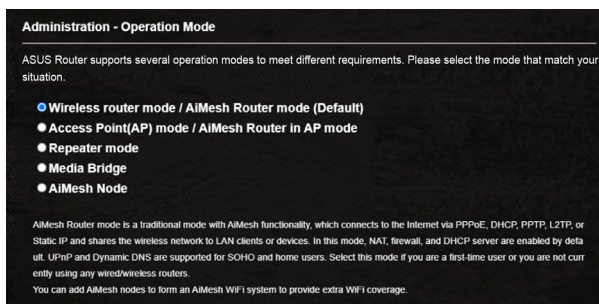 Administration - Operation Mode
ASUS Router supports several operation modes to meet different requirements. Please select the mode that match your
situation.
Wireless router mode / AiMesh Router mode (Default)
Access Point(AP) mode / AiMesh Router in AP mode
Repeater mode
Media Bridge
AiMesh Node
AiMesh Router mode is a traditional mode with AiMesh functionality, which connects to the Internet via PPPoE, DHCP, PPTP, L2TP, or
Static IP and shares the wireless network to LAN clients or devices. In this mode, NAT, firewall, and DHCP server are enabled by defa
ult. UPnP and Dynamic DNS are supported for SOHO and home users. Select this mode if you are a first-time user or you are not curr
ently using any wired/wireless routers.
You can add AiMesh nodes to form an AiMesh WiFi system to provide extra WiFi coverage.